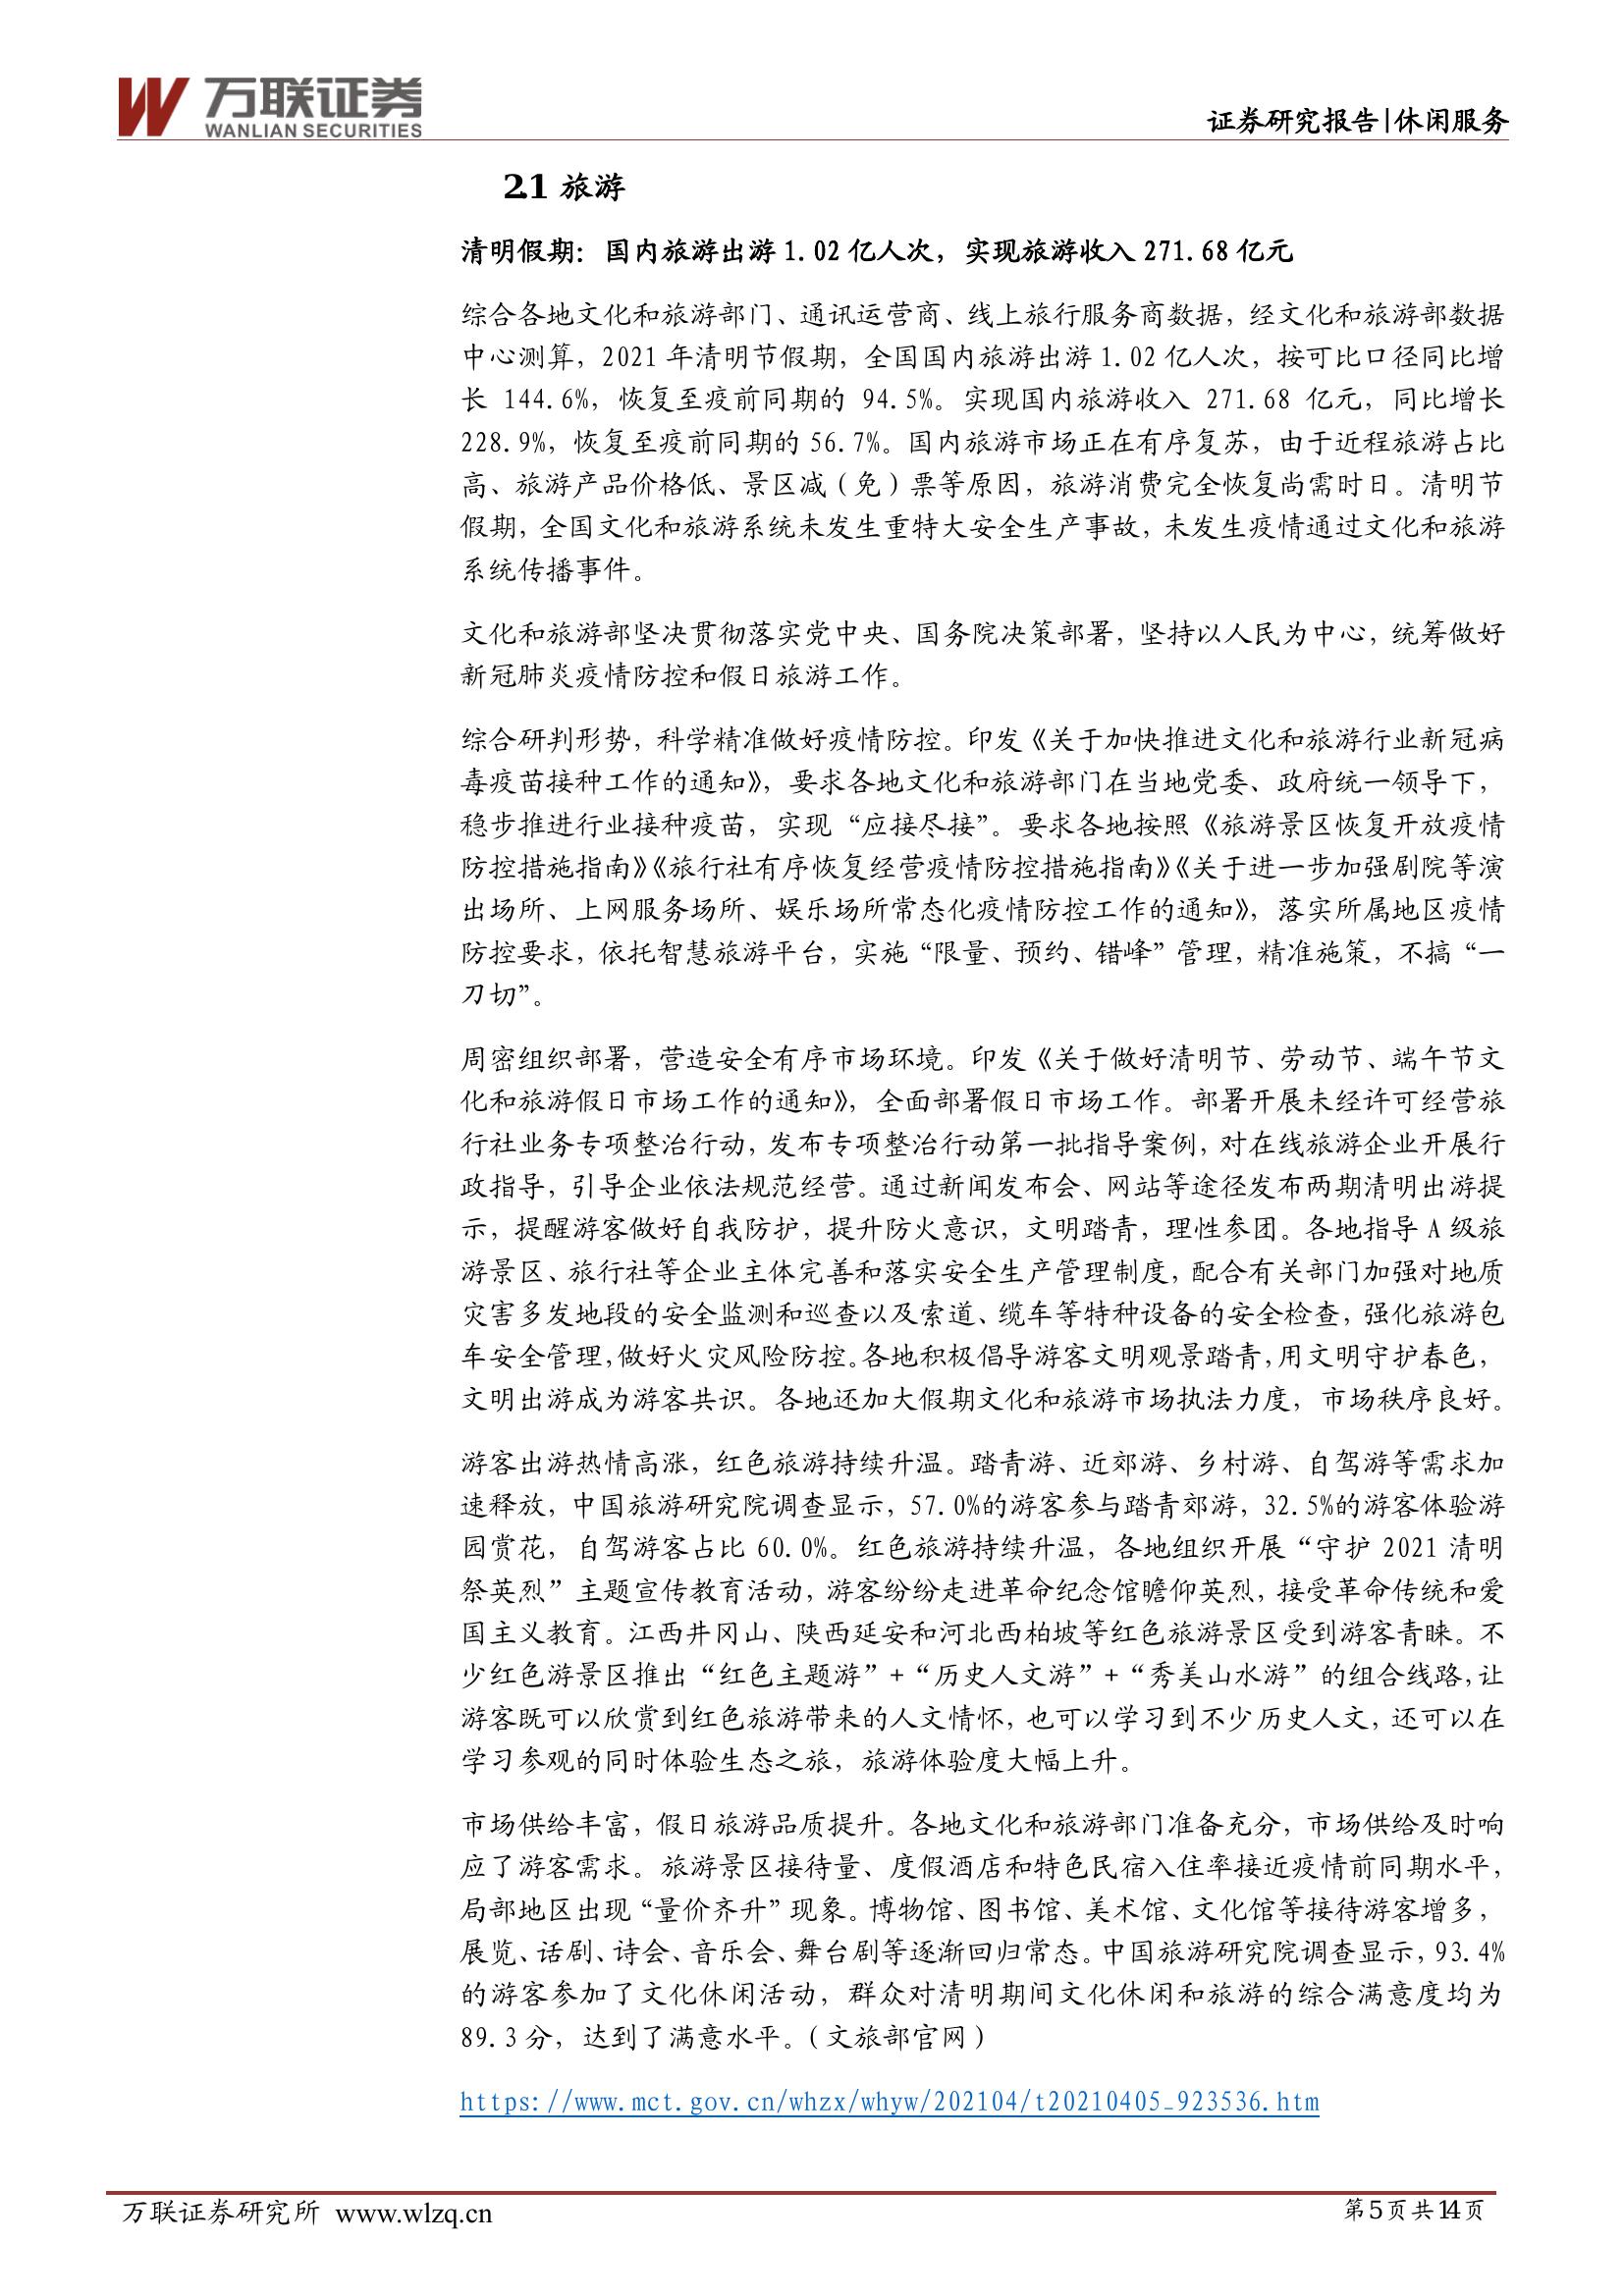 万联证券
WANLIAN SECURITIES
证券研究报告|休闲服务
2.1 旅游
清明假期：国内旅游出游 1.02 亿人次，实现旅游收入 271.68 亿元
综合各地文化和旅游部门、通讯运营商、线上旅行服务商数据，经文化和旅游部数据
中心测算，2021 年清明节假期，全国国内旅游出游 1.02 亿人次，按可比口径同比增
长 144.6%，恢复至疫前同期的 94.5%。实现国内旅游收入 271.68 亿元，同比增长
228.9%，恢复至疫前同期的 56.7%。国内旅游市场正在有序复苏，由于近程旅游占比
高、旅游产品价格低、景区减（免）票等原因，旅游消费完全恢复尚需时日。清明节
假期，全国文化和旅游系统未发生重特大安全生产事故，未发生疫情通过文化和旅游
系统传播事件。
文化和旅游部坚决贯彻落实党中央、国务院决策部署，坚持以人民为中心，统筹做好
新冠肺炎疫情防控和假日旅游工作。
综合研判形势，科学精准做好疫情防控。印发《关于加快推进文化和旅游行业新冠病
毒疫苗接种工作的通知》，要求各地文化和旅游部门在当地党委、政府统一领导下，
稳步推进行业接种疫苗，实现“应接尽接”。要求各地按照《旅游景区恢复开放疫情
防控措施指南》《旅行社有序恢复经营疫情防控措施指南》《关于进一步加强剧院等演
出场所、上网服务场所、娱乐场所常态化疫情防控工作的通知》，落实所属地区疫情
防控要求，依托智慧旅游平台，实施“限量、预约、错峰”管理，精准施策，不搞“一
刀切”。
周密组织部署，营造安全有序市场环境。印发《关于做好清明节、劳动节、端午节文
化和旅游假日市场工作的通知》，全面部署假日市场工作。部署开展未经许可经营旅
行社业务专项整治行动，发布专项整治行动第一批指导案例，对在线旅游企业开展行
政指导，引导企业依法规范经营。通过新闻发布会、网站等途径发布两期清明出游提
示，提醒游客做好自我防护，提升防火意识，文明踏青，理性参团。各地指导 A 级旅
游景区、旅行社等企业主体完善和落实安全生产管理制度，配合有关部门加强对地质
灾害多发地段的安全监测和巡查以及索道、缆车等特种设备的安全检查，强化旅游包
车安全管理，做好火灾风险防控。各地积极倡导游客文明观景踏青，用文明守护春色，
文明出游成为游客共识。各地还加大假期文化和旅游市场执法力度，市场秩序良好。
游客出游热情高涨，红色旅游持续升温。踏青游、近郊游、乡村游、自驾游等需求加
速释放，中国旅游研究院调查显示，57.0%的游客参与踏青郊游，32.5%的游客体验游
园赏花，自驾游客占比 60.0%。红色旅游持续升温，各地组织开展“守护 2021 清明
祭英烈”主题宣传教育活动，游客纷纷走进革命纪念馆瞻仰英烈，接受革命传统和爱
国主义教育。江西井冈山、陕西延安和河北西柏坡等红色旅游景区受到游客青睐。不
少红色游景区推出“红色主题游”+“历史人文游”+“秀美山水游”的组合线路，让
游客既可以欣赏到红色旅游带来的人文情怀，也可以学习到不少历史人文，还可以在
学习参观的同时体验生态之旅，旅游体验度大幅上升。
市场供给丰富，假日旅游品质提升。各地文化和旅游部门准备充分，市场供给及时响
应了游客需求。旅游景区接待量、度假酒店和特色民宿入住率接近疫情前同期水平，
局部地区出现“量价齐升”现象。博物馆、图书馆、美术馆、文化馆等接待游客增多，
展览、话剧、诗会、音乐会、舞台剧等逐渐回归常态。中国旅游研究院调查显示，93.4%
的游客参加了文化休闲活动，群众对清明期间文化休闲和旅游的综合满意度均为
89.3 分，达到了满意水平。（文旅部官网）
https://www.mct.gov.cn/whzx/whyw/202104/t20210405_923536.htm
万联证券研究所 www.wlzq.cn
第 5 页 共 14 页